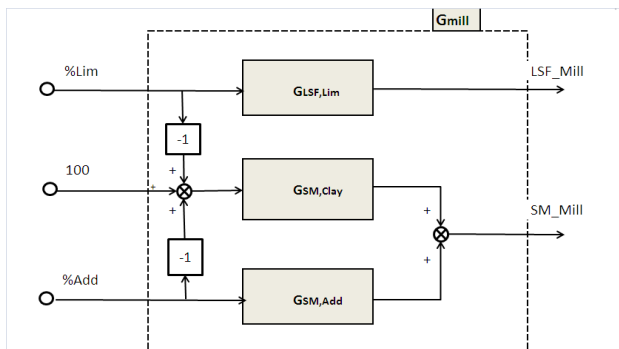 Gmill
%Lim
GLSF,Lim
LSF_Mill
-1
+
100
+
GSM,Clay
+
+
SM_Mill
-1
+
%Add
GSM,Add